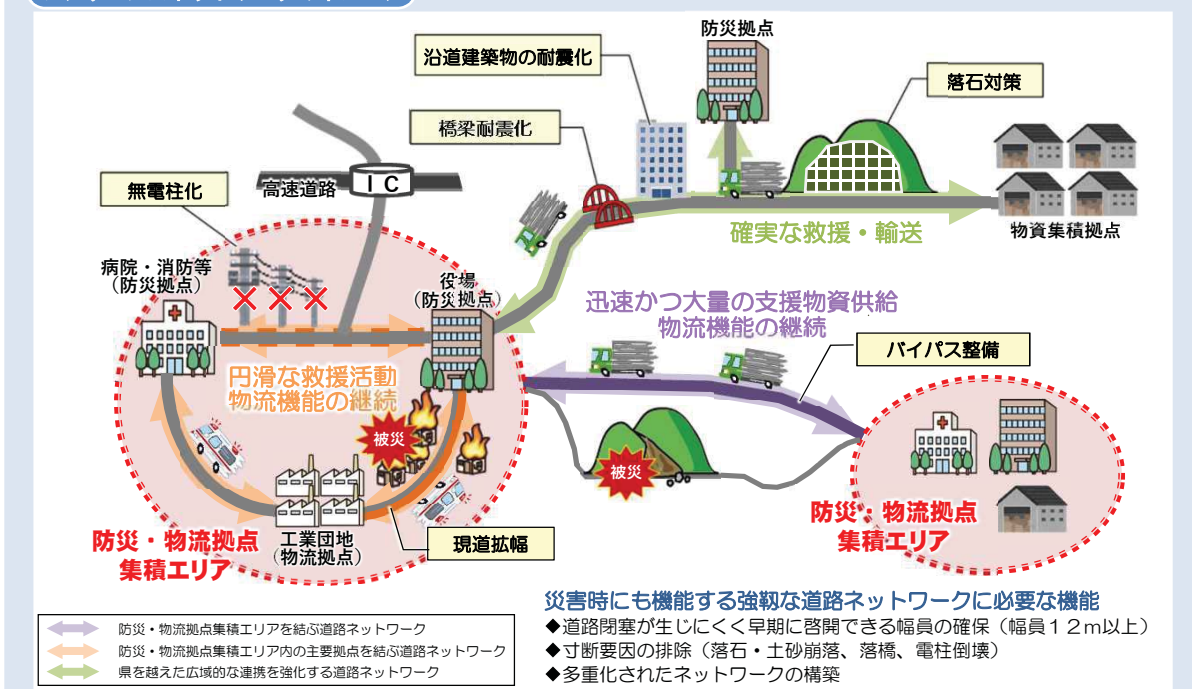 防災拠点
沿道建築物の耐震化
落石対策
橋梁耐震化
高速道路
ＩＣ
無電柱化
確実な救援・輸送
物資集積拠点
病院・消防等
（防災拠点）
役場
（防災拠点）
迅速かつ大量の支援物資供給
物流機能の継続
バイパス整備
円滑な救援活動
物流機能の継続
被災
被災
防災・物流拠点
集積エリア
工業団地
（物流拠点）
現道拡幅
防災・物流拠点
集積エリア
防災・物流拠点集積エリアを結ぶ道路ネットワーク
防災・物流拠点集積エリア内の主要拠点を結ぶ道路ネットワーク
県を越えた広域的な連携を強化する道路ネットワーク
災害時にも機能する強靱な道路ネットワークに必要な機能
◆道路閉塞が生じにくく早期に啓開できる幅員の確保（幅員１２ｍ以上）
◆寸断要因の排除（落石・土砂崩落、落橋、電柱倒壊）
◆多重化されたネットワークの構築